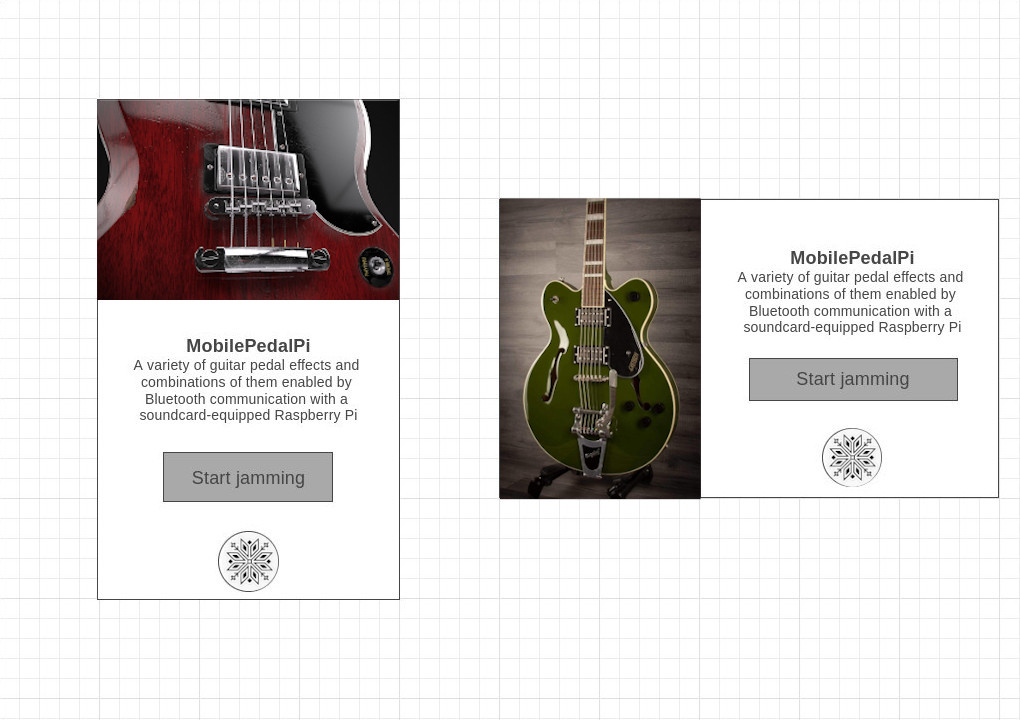 MobilePedalPi
A variety of guitar pedal effects and
combinations of them enabled by
Bluetooth communication with a
soundcard-equipped Raspberry Pi
Start jamming
MobilePedalPi
A variety of guitar pedal effects and
combinations of them enabled by
Bluetooth communication with a
soundcard-equipped Raspberry Pi
Start jamming